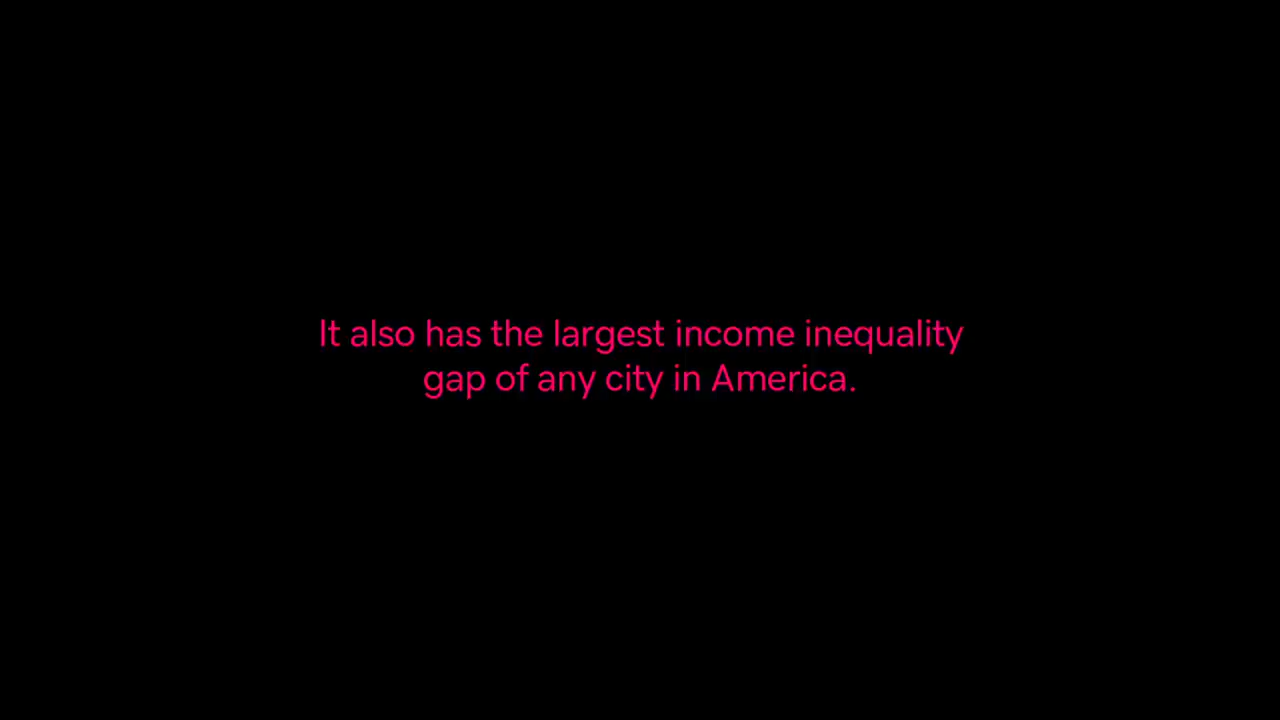 It also has the largest income inequality
gap of any city in America.